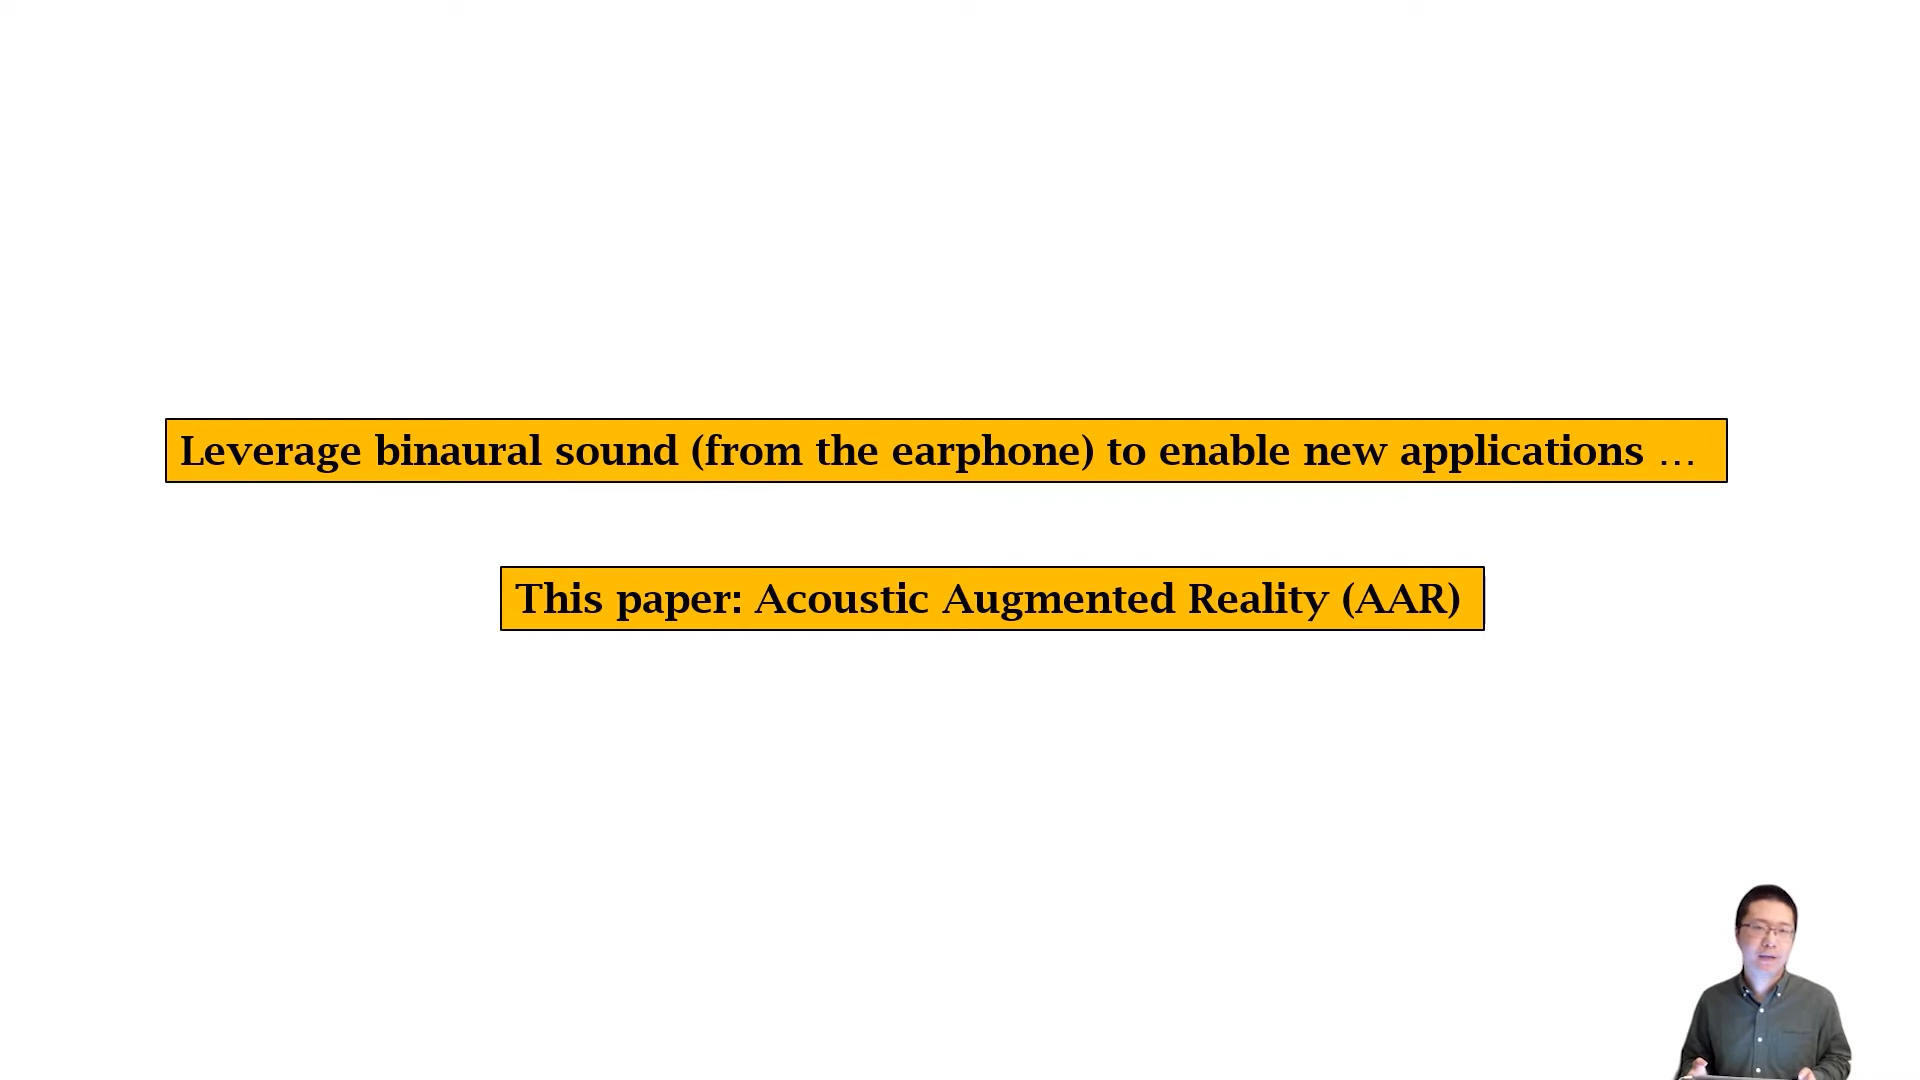 Leverage binaural sound (from the earphone) to enable new applications …
This paper: Acoustic Augmented Reality (AAR)